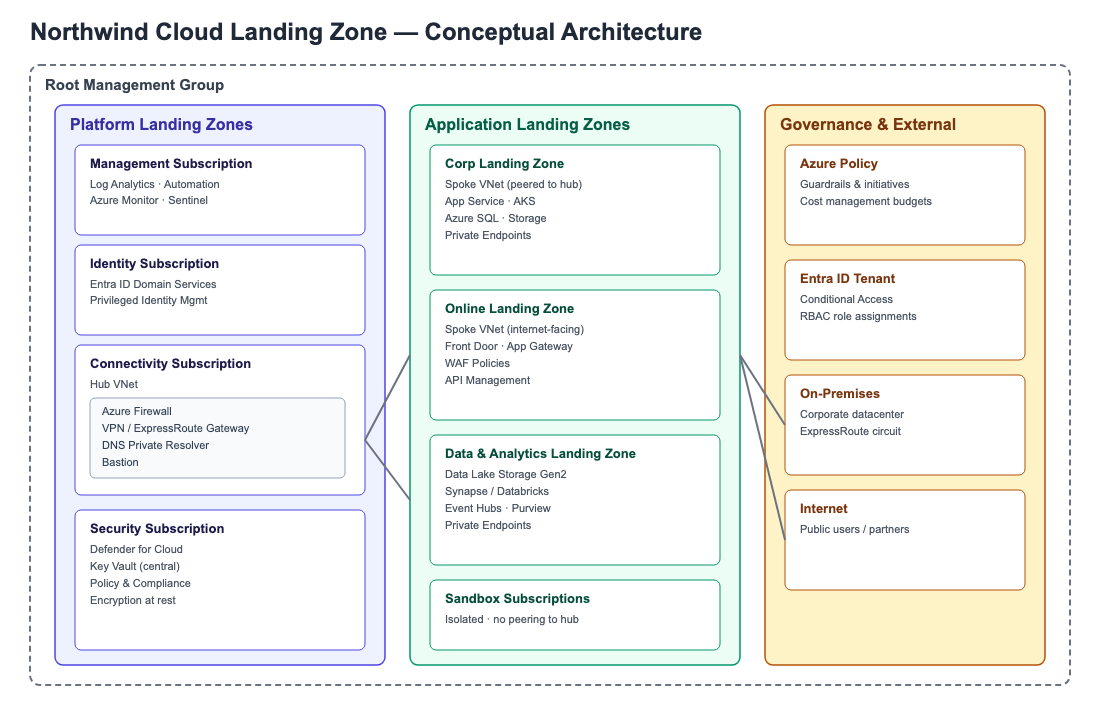 Northwind Cloud Landing Zone — Conceptual Architecture
Root Management Group
Platform Landing Zones
Management Subscription
Log Analytics · Automation
Azure Monitor · Sentinel
Identity Subscription
Entra ID Domain Services
Privileged Identity Mgmt
Connectivity Subscription
Hub VNet
Azure Firewall
VPN / ExpressRoute Gateway
DNS Private Resolver
Bastion
Security Subscription
Defender for Cloud
Key Vault (central)
Policy & Compliance
Encryption at rest
Application Landing Zones
Corp Landing Zone
Spoke VNet (peered to hub)
App Service · AKS
Azure SQL · Storage
Private Endpoints
Online Landing Zone
Spoke VNet (internet-facing)
Front Door · App Gateway
WAF Policies
API Management
Data & Analytics Landing Zone
Data Lake Storage Gen2
Synapse / Databricks
Event Hubs · Purview
Private Endpoints
Sandbox Subscriptions
Isolated · no peering to hub
Governance & External
Azure Policy
Guardrails & initiatives
Cost management budgets
Entra ID Tenant
Conditional Access
RBAC role assignments
On-Premises
Corporate datacenter
ExpressRoute circuit
Internet
Public users / partners